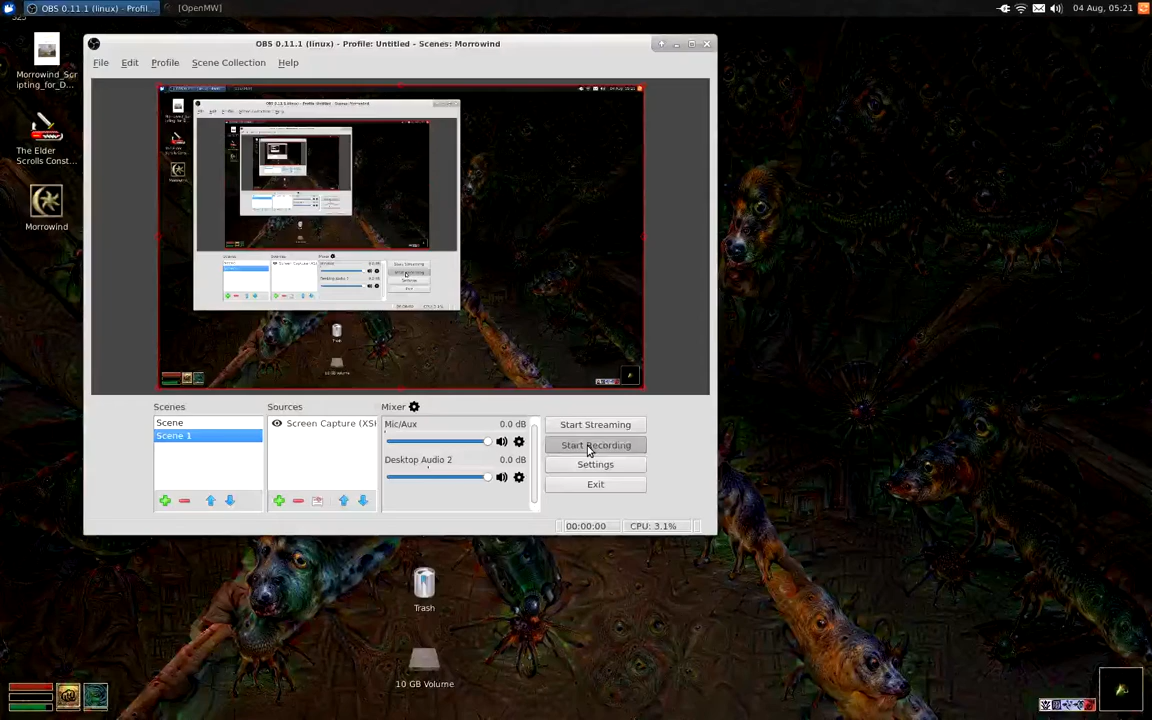 OBS 0.11.1 (linux) - Profil...
[OpenMW]
04 Aug, 05:21
Morrowind_Scr
ipting_for_D...
The Elder
Scrolls Const...
Morrowind
OBS 0.11.1 (linux) - Profile: Untitled - Scenes: Morrowind
File Edit Profile Scene Collection Help
Scenes
Scene
Scene 1
Sources
Screen Capture (XSH
Mixer
Mic/Aux 0.0 dB
Desktop Audio 2 0.0 dB
Start Streaming
Start Recording
Settings
Exit
00:00:00 CPU: 3.1%
Trash
10 GB Volume